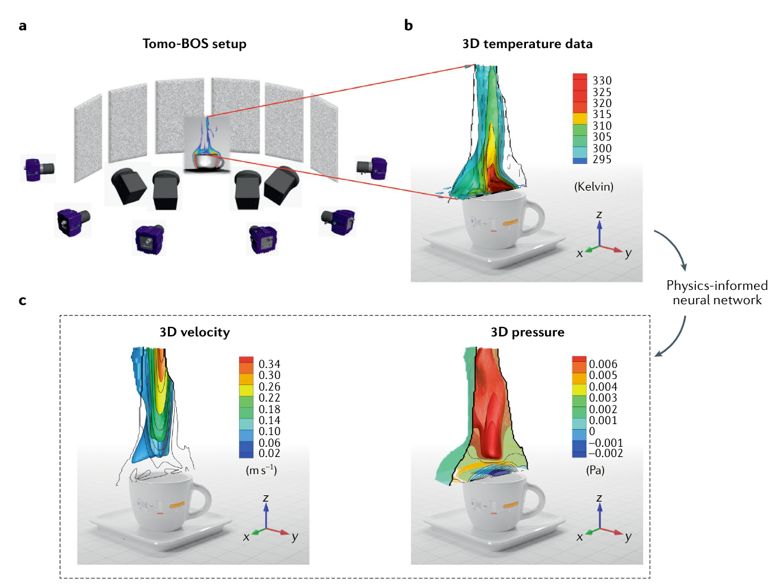 a
Tomo-BOS setup
b
3D temperature data
330
325
320
315
310
305
300
295
(Kelvin)
z
x
y
Physics-informed
neural network
c
3D velocity
0.34
0.30
0.26
0.22
0.18
0.14
0.10
0.06
0.02
(m s⁻¹)
z
x
y
3D pressure
0.006
0.005
0.004
0.003
0.002
0.001
0
−0.001
−0.002
(Pa)
z
x
y